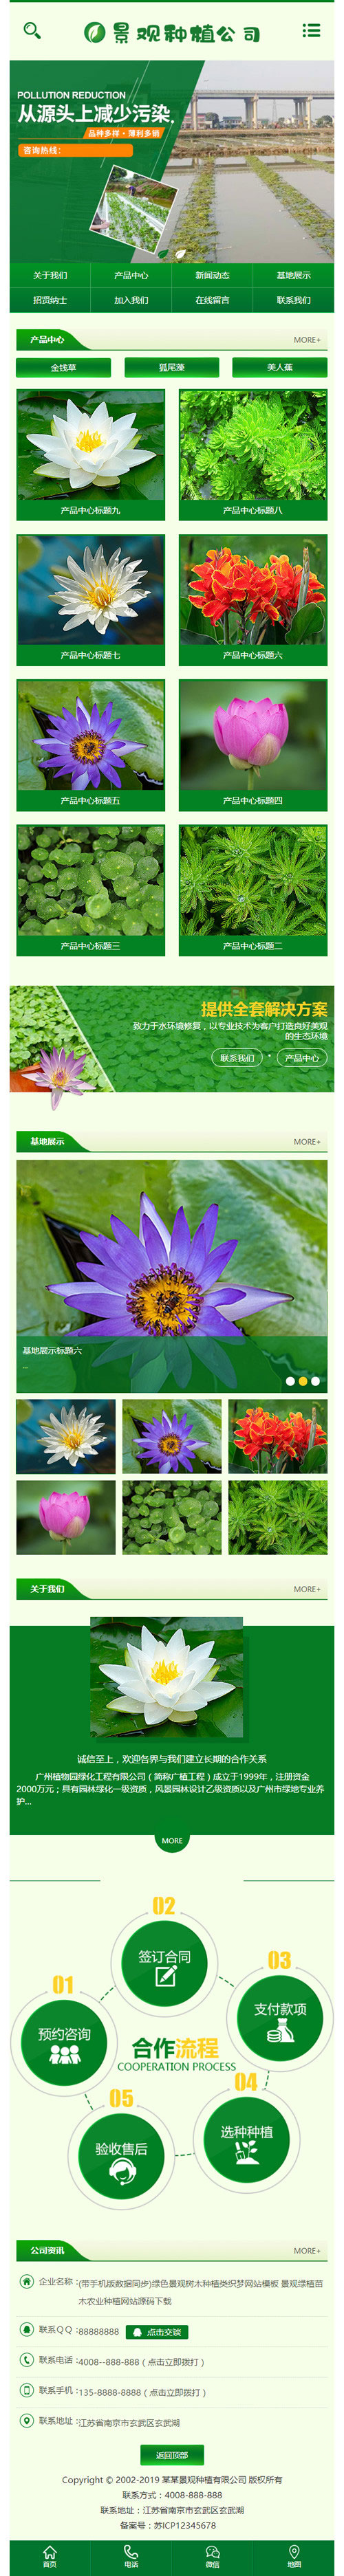 景观种植公司
POLLUTION REDUCTION
从源头上减少污染.
品种多样·薄利多销
咨询热线：
关于我们 产品中心 新闻动态 基地展示
招贤纳士 加入我们 在线留言 联系我们
产品中心 MORE+
金钱草 狐尾藻 美人蕉
产品中心标题九 产品中心标题八
产品中心标题七 产品中心标题六
产品中心标题五 产品中心标题四
产品中心标题三 产品中心标题二
提供全套解决方案
致力于水环境修复，以专业技术为客户打造良好美观
的生态环境
联系我们 产品中心
基地展示 MORE+
基地展示标题六
...
关于我们 MORE+
诚信至上，欢迎各界与我们建立长期的合作关系
广州植物园绿化工程有限公司（简称广植工程）成立于1999年，注册资金
2000万元；具有园林绿化一级资质，风景园林设计乙级资质以及广州市绿地专业养
护...
MORE
02
签订合同
03
支付款项
01
预约咨询
合作流程
COOPERATION PROCESS
04
选种种植
05
验收售后
公司资讯 MORE+
企业名称：(带手机版数据同步)绿色景观树木种植类织梦网站模板 景观绿植苗
木农业种植网站源码下载
联系QQ：88888888 点击交谈
联系电话：4008--888-888（点击立即拨打）
联系手机：135-8888-8888（点击立即拨打）
联系地址：江苏省南京市玄武区玄武湖
返回顶部
Copyright © 2002-2019 某某景观种植有限公司 版权所有
联系方式：4008-888-888
联系地址：江苏省南京市玄武区玄武湖
备案号：苏ICP12345678
首页 电话 微信 地图